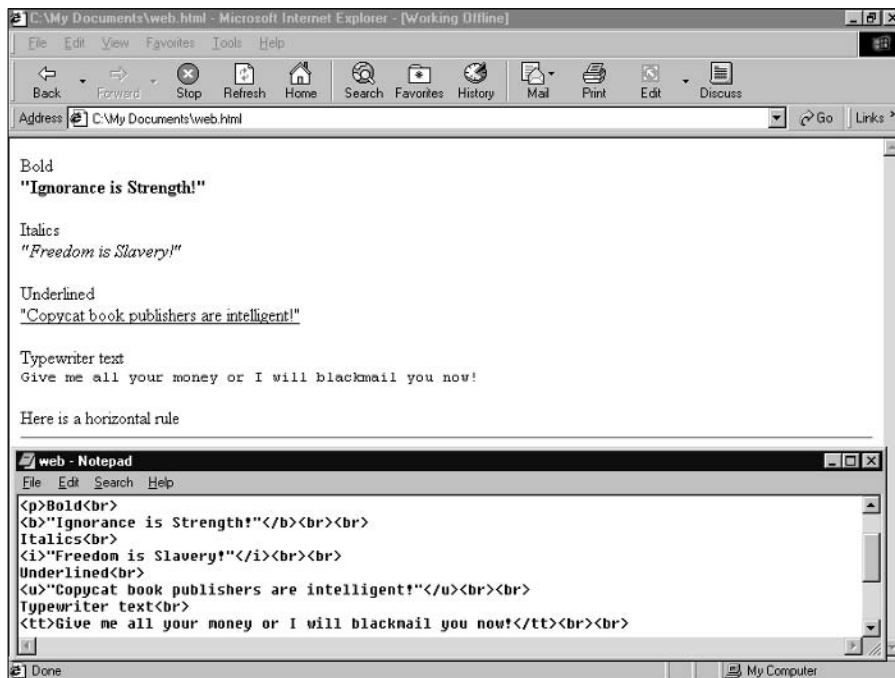 C:\My Documents\web.html - Microsoft Internet Explorer - [Working Offline]
File Edit View Favorites Tools Help
Back Forward Stop Refresh Home Search Favorites History Mail Print Edit Discuss
Address C:\My Documents\web.html Go Links »
Bold
"Ignorance is Strength!"
Italics
"Freedom is Slavery!"
Underlined
"Copycat book publishers are intelligent!"
Typewriter text
Give me all your money or I will blackmail you now!
Here is a horizontal rule
web - Notepad
File Edit Search Help
<p>Bold<br>
<b>"Ignorance is Strength!"</b><br><br>
Italics<br>
<i>"Freedom is Slavery!"</i><br><br>
Underlined<br>
<u>"Copycat book publishers are intelligent!"</u><br><br>
Typewriter text<br>
<tt>Give me all your money or I will blackmail you now!</tt><br><br>
Done My Computer